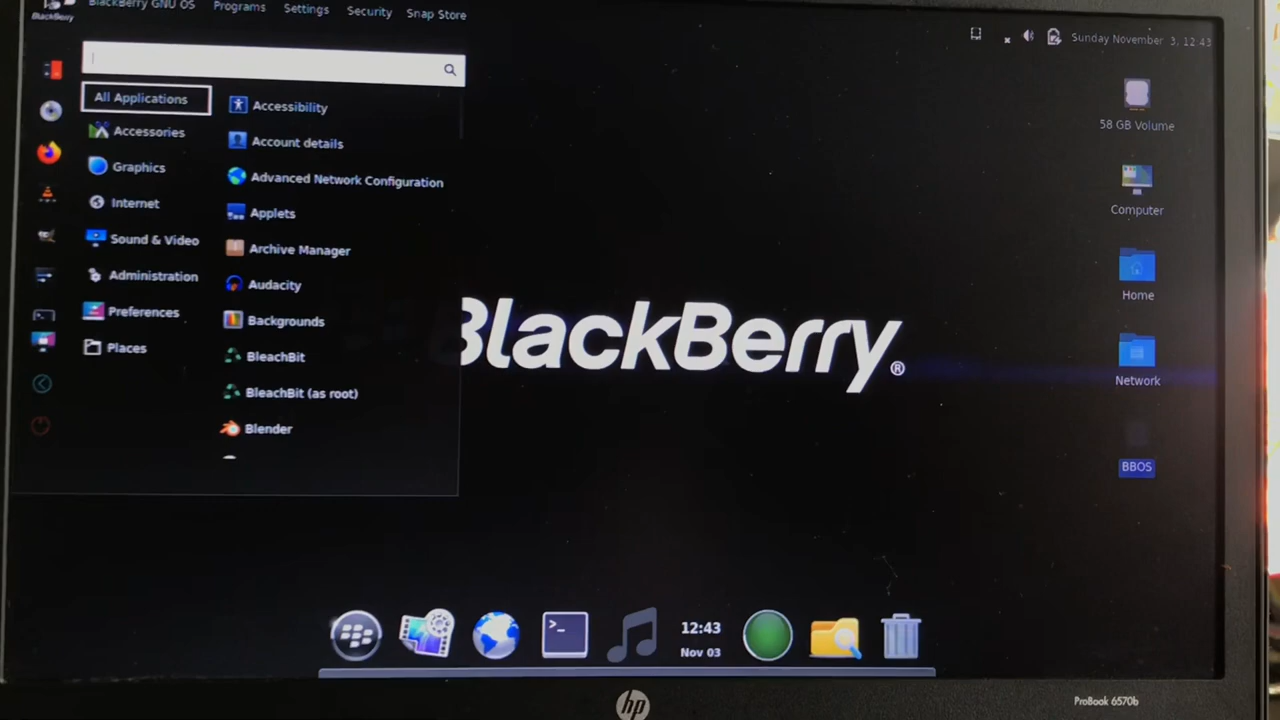 BlackBerry GNU OS Programs Settings Security Snap Store
BlackBerry
Sunday November 3, 12:43
All Applications
Accessories
Graphics
Internet
Sound & Video
Administration
Preferences
Places
Accessibility
Account details
Advanced Network Configuration
Applets
Archive Manager
Audacity
Backgrounds
BleachBit
BleachBit (as root)
Blender
58 GB Volume
Computer
Home
Network
BBOS
BlackBerry®
>_
12:43
Nov 03
hp
ProBook 6570b